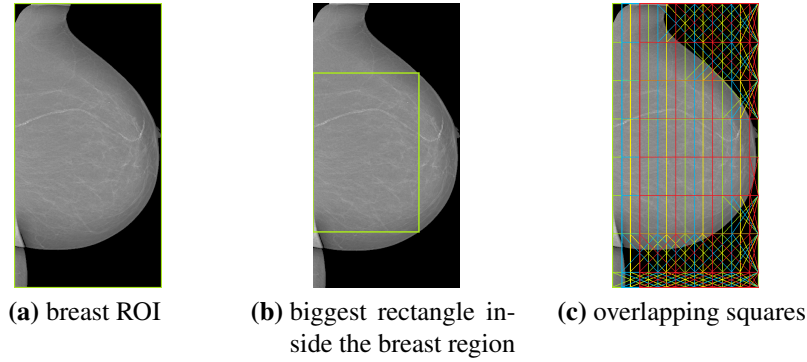 (a) breast ROI
(b) biggest rectangle in-
side the breast region
(c) overlapping squares